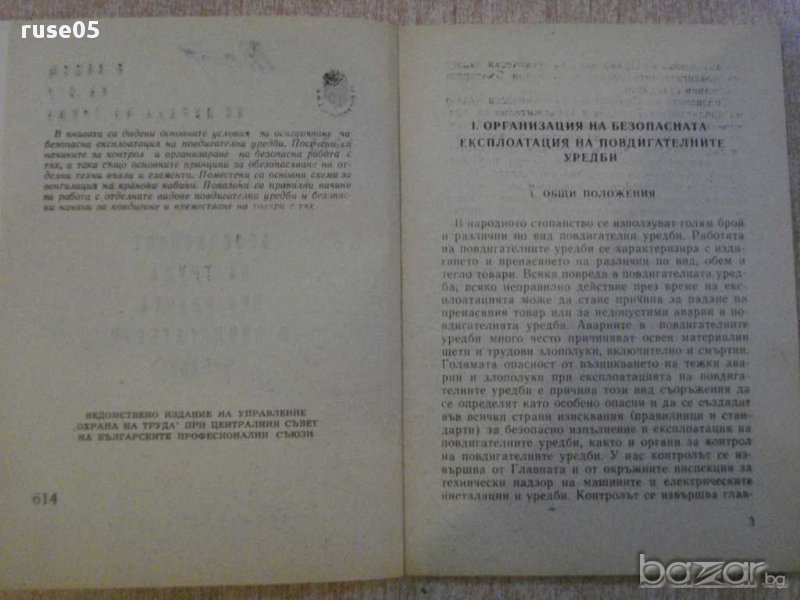 ruse05
В книгата са дадени основните условия за осигуряване на
безопасна експлоатация на повдигателни уредби. Посочени са
начините за контрол и организиране на безопасна работа с
тях, а така също основните принципи за обезопасяване на от-
делни техни възли и елементи. Поместени са основни схеми за
вентилация на кранови кабини. Показани са правилни начини
за работа с отделните видове повдигателни уредби и безопас-
ни начини за повдигане и преместване на товари с тях
ВЕДОМСТВЕНО ИЗДАНИЕ НА УПРАВЛЕНИЕ
„ОХРАНА НА ТРУДА" ПРИ ЦЕНТРАЛНИЯ СЪВЕТ
НА БЪЛГАРСКИТЕ ПРОФЕСИОНАЛНИ СЪЮЗИ
614
I. ОРГАНИЗАЦИЯ НА БЕЗОПАСНАТА
ЕКСПЛОАТАЦИЯ НА ПОВДИГАТЕЛНИТЕ
УРЕДБИ
1. ОБЩИ ПОЛОЖЕНИЯ
В народното стопанство се използуват голям брой
и различни по вид повдигателни уредби. Работата
на повдигателните уредби се характеризира с изди-
гането и пренасянето на различни по вид, обем и
тегло товари. Всяка повреда в повдигателната уред-
ба, всяко неправилно действие през време на екс-
плоатацията може да стане причина за падане на
пренасяния товар или за недопустими аварии в по-
вдигателната уредба. Авариите в повдигателните
уредби много често причиняват освен материални
щети и трудови злополуки, включително и смъртни.
Голямата опасност от възникването на тежки ава-
рии и злополуки при експлоатацията на повдига-
телните уредби е причина този вид съоръжения да
се определят като особено опасни и да се създадат
във всички страни изисквания (правилници и стан-
дарти) за безопасно изпълнение и експлоатация на
повдигателните уредби, както и органи за контрол
на повдигателните уредби. У нас контролът се из-
вършва от Главната и от окръжните инспекции за
технически надзор на машините и електрическите
инсталации и уредби. Контролът се извършва глав-
3
bazar.bg